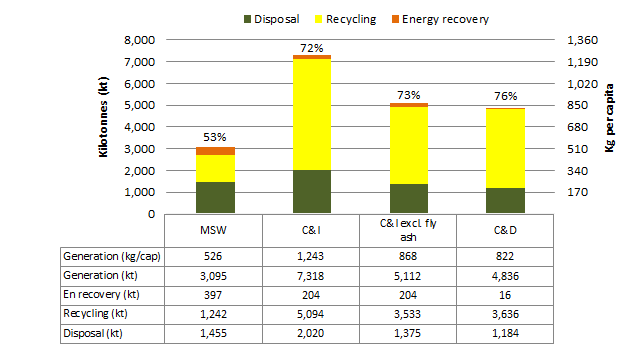 Disposal Recycling Energy recovery
8,000 1,360
7,000 1,190
6,000 1,020
5,000 850
4,000 680
3,000 510
2,000 340
1,000 170
0
Kilotonnes (kt)
Kg per capita
53% 72% 73% 76%
MSW C&I C&I excl. fly ash C&D
Generation (kg/cap) 526 1,243 868 822
Generation (kt) 3,095 7,318 5,112 4,836
En recovery (kt) 397 204 204 16
Recycling (kt) 1,242 5,094 3,533 3,636
Disposal (kt) 1,455 2,020 1,375 1,184